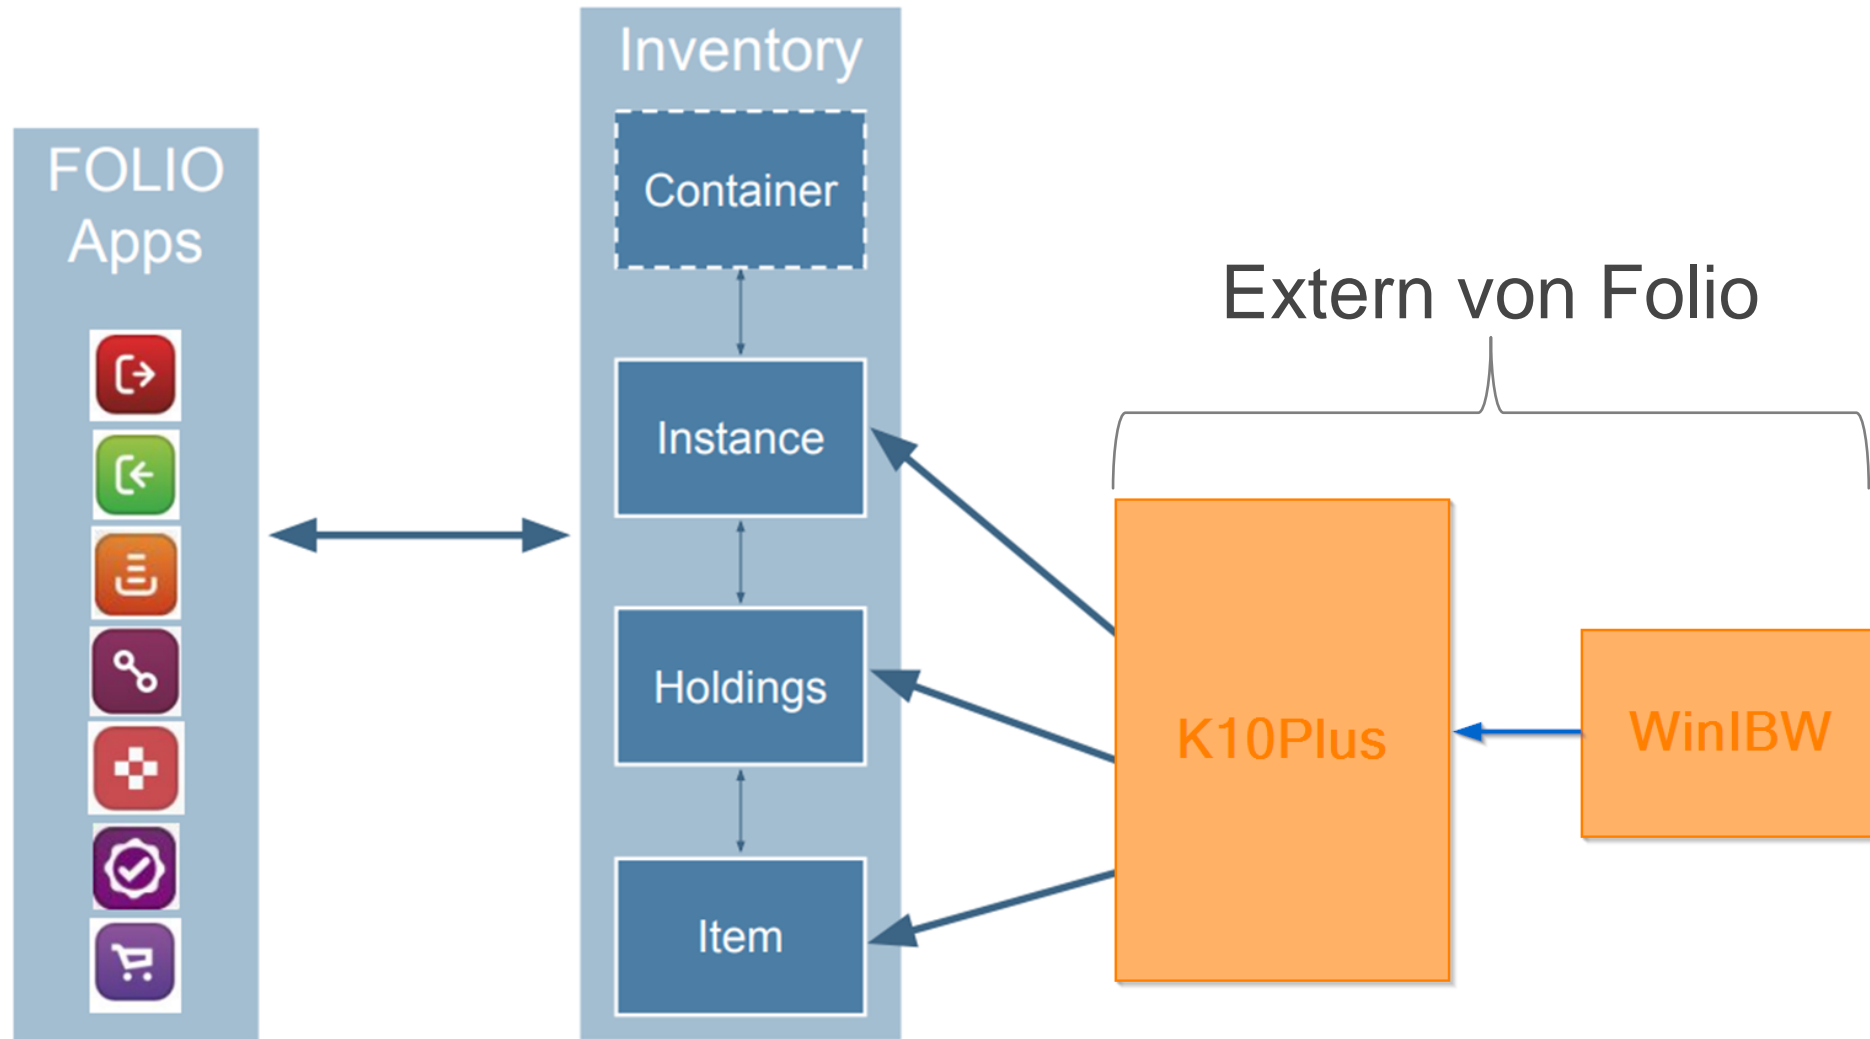 FOLIO
Apps
Inventory
Container
Instance
Holdings
Item
Extern von Folio
K10Plus
WinIBW